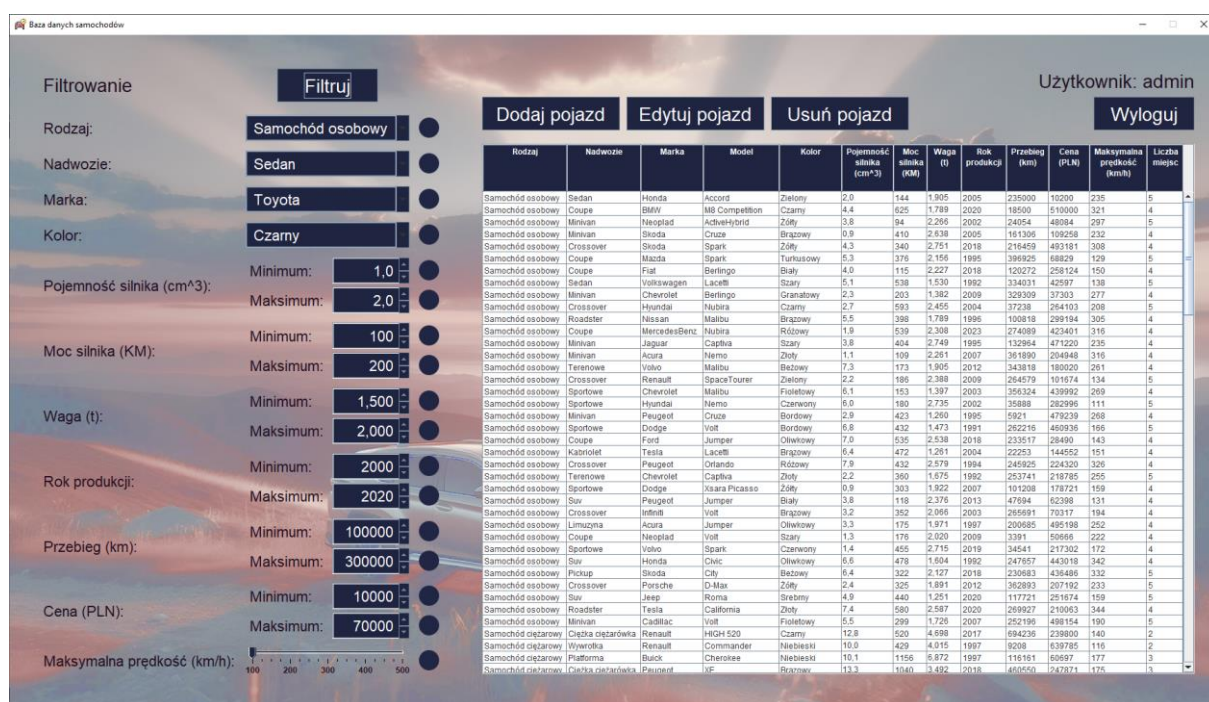 Baza danych samochodów
Filtrowanie Filtruj Użytkownik: admin
Dodaj pojazd Edytuj pojazd Usuń pojazd Wyloguj
Rodzaj: Samochód osobowy
Nadwozie: Sedan
Marka: Toyota
Kolor: Czarny
Pojemność silnika (cm^3):
Minimum: 1,0
Maksimum: 2,0
Moc silnika (KM):
Minimum: 100
Maksimum: 200
Waga (t):
Minimum: 1,500
Maksimum: 2,000
Rok produkcji:
Minimum: 2000
Maksimum: 2020
Przebieg (km):
Minimum: 100000
Maksimum: 300000
Cena (PLN):
Minimum: 10000
Maksimum: 70000
Maksymalna prędkość (km/h):
100 200 300 400 500
Rodzaj Nadwozie Marka Model Kolor Pojemność silnika (cm^3) Moc silnika (KM) Waga (t) Rok produkcji Przebieg (km) Cena (PLN) Maksymalna prędkość (km/h) Liczba miejsc
Samochód osobowy Sedan Honda Accord Zielony 2,0 144 1,905 2005 235000 10200 235 5
Samochód osobowy Coupe BMW M8 Competition Czarny 4,4 625 1,789 2020 18500 510000 321 4
Samochód osobowy Minivan Neoplad ActiveHybrid Żółty 3,8 94 2,266 2002 24054 48084 297 5
Samochód osobowy Minivan Skoda Cruze Brązowy 0,9 410 2,638 2005 161306 109258 232 4
Samochód osobowy Crossover Skoda Spark Żółty 4,3 340 2,751 2018 216459 493181 308 4
Samochód osobowy Coupe Mazda Spark Turkusowy 5,3 376 2,156 1995 396925 68829 129 5
Samochód osobowy Coupe Fiat Berlingo Biały 4,0 115 2,227 2018 120272 258124 150 4
Samochód osobowy Sedan Volkswagen Lacetti Szary 5,1 538 1,530 1992 334031 42597 138 5
Samochód osobowy Minivan Chevrolet Berlingo Granatowy 2,3 203 1,382 2009 329309 37303 277 4
Samochód osobowy Crossover Hyundai Nubira Czarny 2,7 593 2,455 2004 37238 264103 208 5
Samochód osobowy Roadster Nissan Malibu Brązowy 5,5 398 1,789 1996 100818 299194 305 4
Samochód osobowy Coupe MercedesBenz Nubira Różowy 1,9 539 2,308 2023 274089 423401 316 4
Samochód osobowy Minivan Jaguar Captiva Szary 3,8 404 2,749 1995 132964 471220 235 4
Samochód osobowy Minivan Acura Nemo Złoty 1,1 109 2,261 2007 361890 204948 316 4
Samochód osobowy Terenowe Volvo Malibu Beżowy 7,3 173 1,905 2012 343818 180020 261 4
Samochód osobowy Crossover Renault SpaceTourer Zielony 2,2 186 2,388 2009 264579 101674 134 5
Samochód osobowy Sportowe Chevrolet Malibu Fioletowy 6,1 153 1,397 2003 356324 439992 269 4
Samochód osobowy Sportowe Hyundai Nemo Czerwony 6,0 180 2,735 2002 35888 282996 111 5
Samochód osobowy Minivan Peugeot Cruze Bordowy 2,9 423 1,260 1995 5921 479239 268 4
Samochód osobowy Sportowe Dodge Volt Bordowy 6,8 432 1,473 1991 262216 460936 166 5
Samochód osobowy Coupe Ford Jumper Oliwkowy 7,0 535 2,538 2018 233517 28490 143 4
Samochód osobowy Kabriolet Tesla Lacetti Brązowy 6,4 472 1,261 2004 22253 144552 151 4
Samochód osobowy Crossover Peugeot Orlando Różowy 7,9 432 2,579 1994 245925 224320 326 4
Samochód osobowy Terenowe Chevrolet Captiva Złoty 2,2 360 1,675 1992 253741 218785 255 5
Samochód osobowy Sportowe Dodge Xsara Picasso Żółty 0,9 303 1,922 2007 101208 178721 159 4
Samochód osobowy Suv Peugeot Jumper Biały 3,8 118 2,376 2013 47694 62398 131 4
Samochód osobowy Crossover Infiniti Volt Brązowy 3,2 352 2,066 2003 265691 70317 194 4
Samochód osobowy Limuzyna Acura Jumper Oliwkowy 3,3 175 1,971 1997 200685 495198 252 4
Samochód osobowy Coupe Neoplad Volt Szary 1,3 176 2,020 2009 3391 50666 222 4
Samochód osobowy Sportowe Volvo Spark Czerwony 1,4 455 2,715 2019 34541 217302 172 4
Samochód osobowy Suv Honda Civic Oliwkowy 6,6 478 1,604 1992 247657 443018 342 4
Samochód osobowy Pickup Skoda City Beżowy 6,4 322 2,127 2018 230683 436486 332 5
Samochód osobowy Crossover Porsche D-Max Żółty 2,4 325 1,891 2012 362893 207192 233 5
Samochód osobowy Suv Jeep Roma Srebrny 4,9 440 1,251 2020 117721 251674 159 5
Samochód osobowy Roadster Tesla California Złoty 7,4 580 2,587 2020 269927 210063 344 4
Samochód osobowy Minivan Cadillac Volt Fioletowy 5,5 299 1,726 2007 252196 498154 190 5
Samochód ciężarowy Ciężka ciężarówka Renault HIGH 520 Czarny 12,8 520 4,698 2017 694236 239800 140 2
Samochód ciężarowy Wywrotka Renault Commander Niebieski 10,0 429 4,015 1997 9208 639785 116 2
Samochód ciężarowy Platforma Buick Cherokee Niebieski 10,1 1156 6,872 1997 116161 60697 177 3
Samochód ciężarowy Ciężka ciężarówka Peugeot XF Brązowy 13,3 1040 3,492 2018 460550 247871 175 3